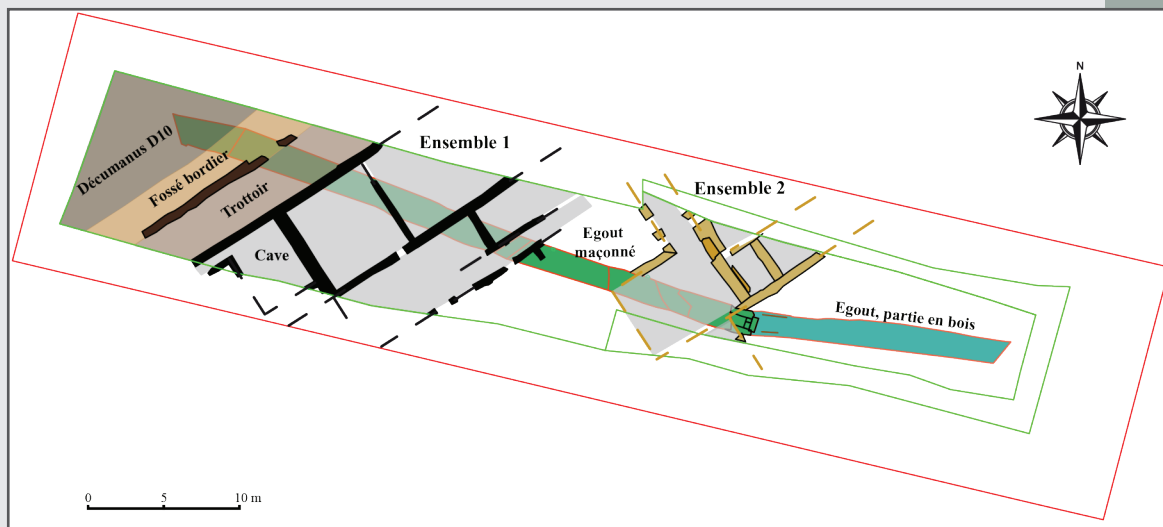 N
Ensemble 1
Décumanus D10
Fossé bordier
Trottoir
Cave
Ensemble 2
Egout
maçonné
Egout, partie en bois
0 5 10 m